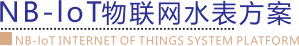 NB-IoT物联网水表方案
NB-IoT INTERNET OF THINGS SYSTEM PLATFORM